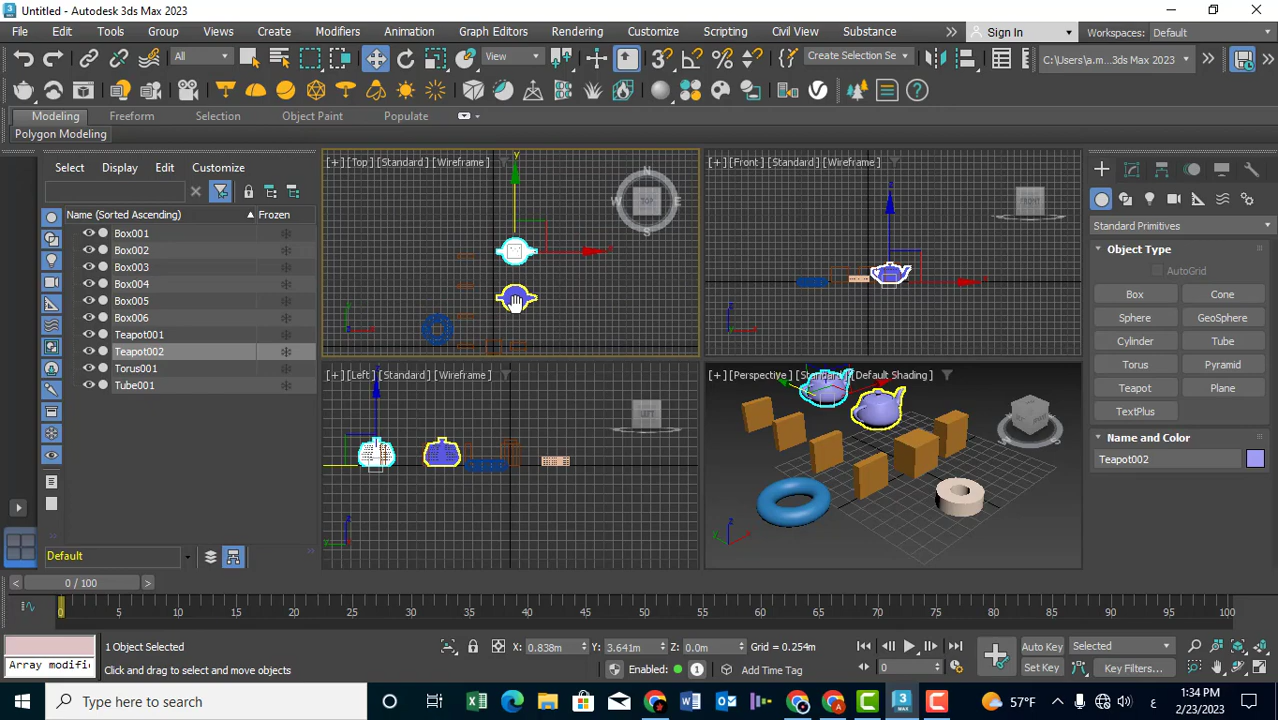 Untitled - Autodesk 3ds Max 2023
File Edit Tools Group Views Create Modifiers Animation Graph Editors Rendering Customize Scripting Civil View Substance Sign In Workspaces: Default
All View Create Selection Se C:\Users\a.m...3ds Max 2023
Modeling Freeform Selection Object Paint Populate
Polygon Modeling
Select Display Edit Customize
Name (Sorted Ascending) Frozen
Box001
Box002
Box003
Box004
Box005
Box006
Teapot001
Teapot002
Torus001
Tube001
Default
[+] [Top] [Standard] [Wireframe]
TOP
N
W
E
S
[+] [Front] [Standard] [Wireframe]
FRONT
[+] [Left] [Standard] [Wireframe]
LEFT
[+] [Perspective] [Standard] [Default Shading]
Standard Primitives
Object Type
AutoGrid
Box Cone
Sphere GeoSphere
Cylinder Tube
Torus Pyramid
Teapot Plane
TextPlus
Name and Color
Teapot002
0 / 100
0 5 10 15 20 25 30 35 40 45 50 55 60 65 70 75 80 85 90 95 100
1 Object Selected X: 0.838m Y: 3.641m Z: 0.0m Grid = 0.254m Auto Key Selected
Array modifi Click and drag to select and move objects Enabled: 1 Add Time Tag 0 Set Key Key Filters...
Type here to search 57°F ع 1:34 PM
2/23/2023